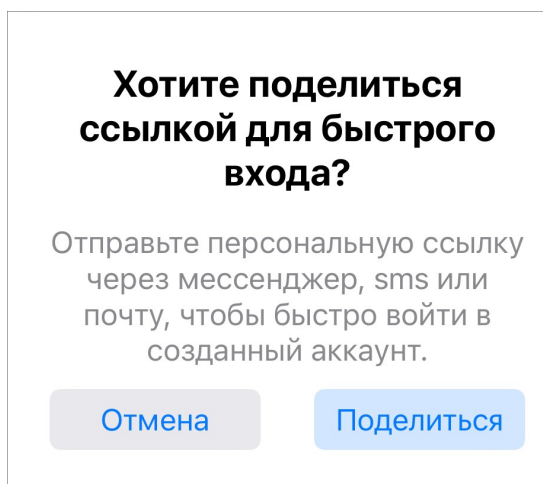 Хотите поделиться
ссылкой для быстрого
входа?
Отправьте персональную ссылку
через мессенджер, sms или
почту, чтобы быстро войти в
созданный аккаунт.
Отмена
Поделиться